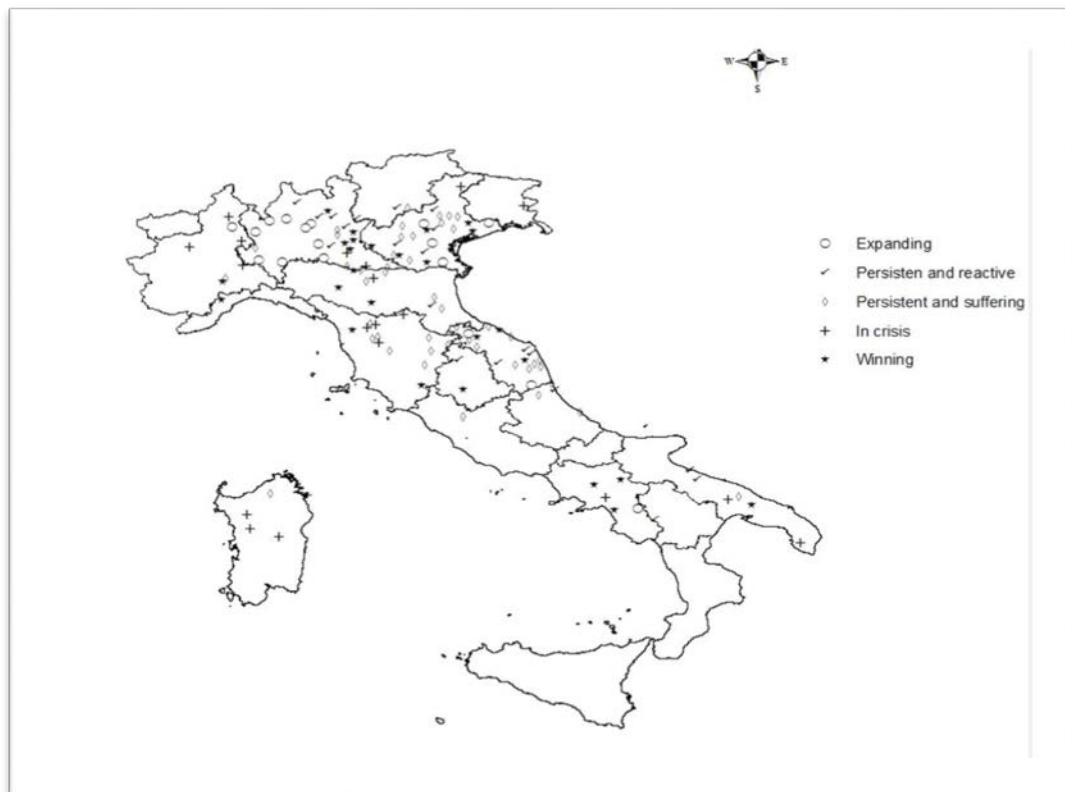 W E
S
Expanding
Persisten and reactive
Persistent and suffering
In crisis
Winning